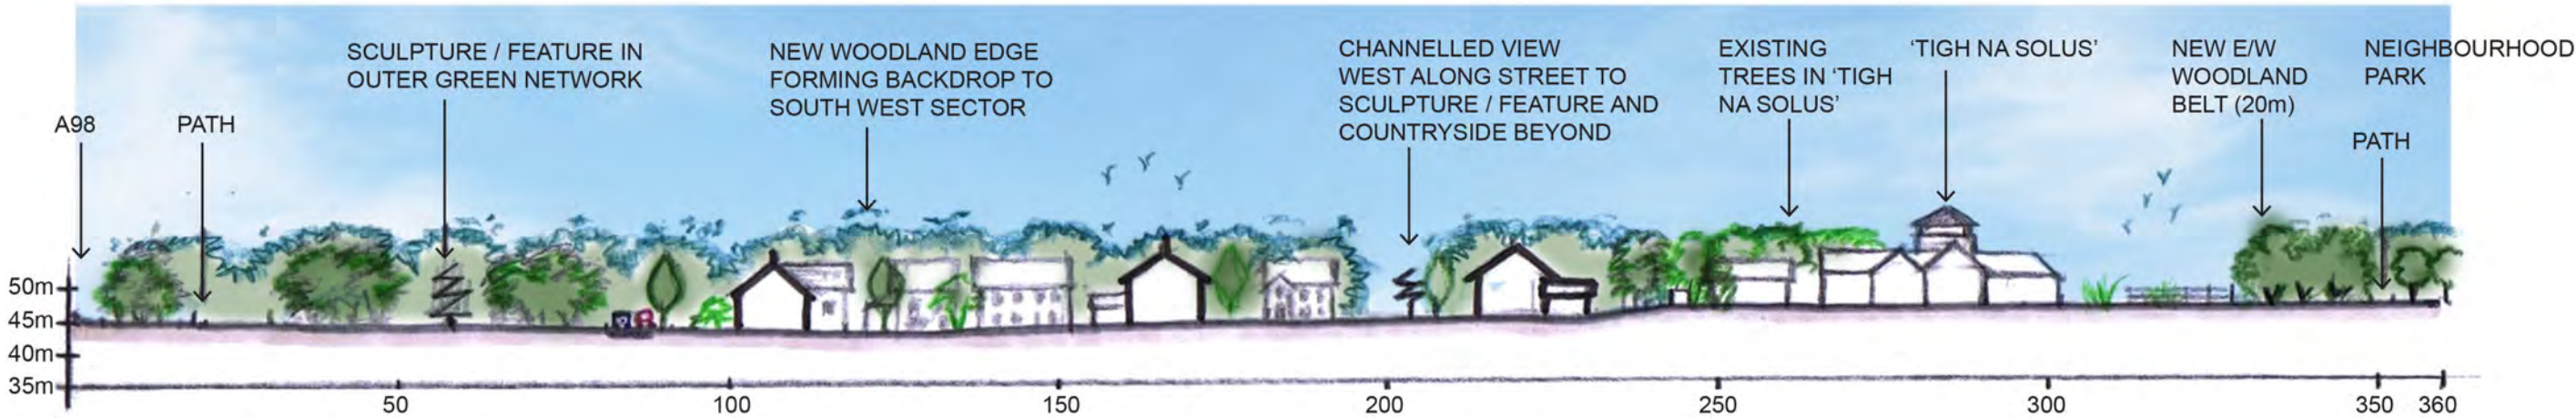 A98
PATH
SCULPTURE / FEATURE IN
OUTER GREEN NETWORK
NEW WOODLAND EDGE
FORMING BACKDROP TO
SOUTH WEST SECTOR
CHANNELLED VIEW
WEST ALONG STREET TO
SCULPTURE / FEATURE AND
COUNTRYSIDE BEYOND
EXISTING
TREES IN ‘TIGH
NA SOLUS’
‘TIGH NA SOLUS’
NEW E/W
WOODLAND
BELT (20m)
NEIGHBOURHOOD
PARK
PATH
50m
45m
40m
35m
50
100
150
200
250
300
350
360